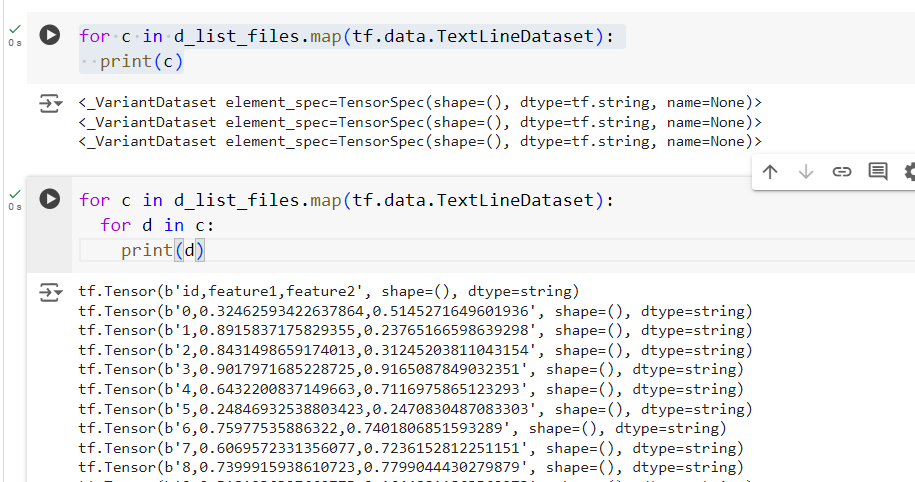 0s
for c in d_list_files.map(tf.data.TextLineDataset):
print(c)
<_VariantDataset element_spec=TensorSpec(shape=(), dtype=tf.string, name=None)>
<_VariantDataset element_spec=TensorSpec(shape=(), dtype=tf.string, name=None)>
<_VariantDataset element_spec=TensorSpec(shape=(), dtype=tf.string, name=None)>
0s
for c in d_list_files.map(tf.data.TextLineDataset):
for d in c:
print(d)
tf.Tensor(b'id,feature1,feature2', shape=(), dtype=string)
tf.Tensor(b'0,0.32462593422637864,0.5145271649601936', shape=(), dtype=string)
tf.Tensor(b'1,0.8915837175829355,0.23765166598639298', shape=(), dtype=string)
tf.Tensor(b'2,0.8431498659174013,0.31245203811043154', shape=(), dtype=string)
tf.Tensor(b'3,0.9017971685228725,0.9165087849032351', shape=(), dtype=string)
tf.Tensor(b'4,0.6432200837149663,0.7116975865123293', shape=(), dtype=string)
tf.Tensor(b'5,0.24846932538803423,0.2470830487083303', shape=(), dtype=string)
tf.Tensor(b'6,0.75977535886322,0.7401806851593289', shape=(), dtype=string)
tf.Tensor(b'7,0.6069572331356077,0.7236152812251151', shape=(), dtype=string)
tf.Tensor(b'8,0.7399915938610723,0.7799044430279879', shape=(), dtype=string)